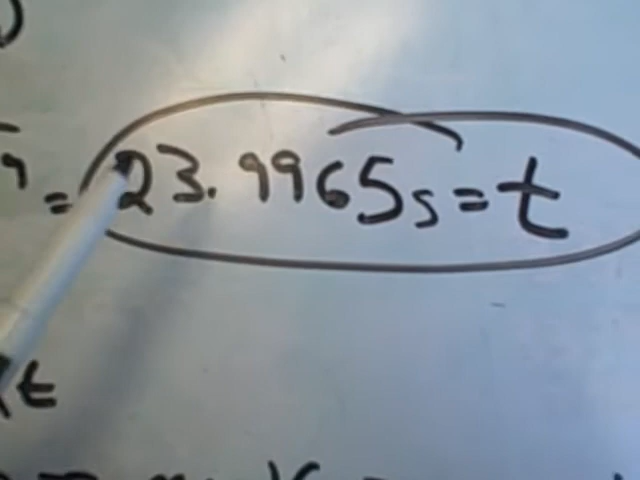 = 23.9965s = t
t